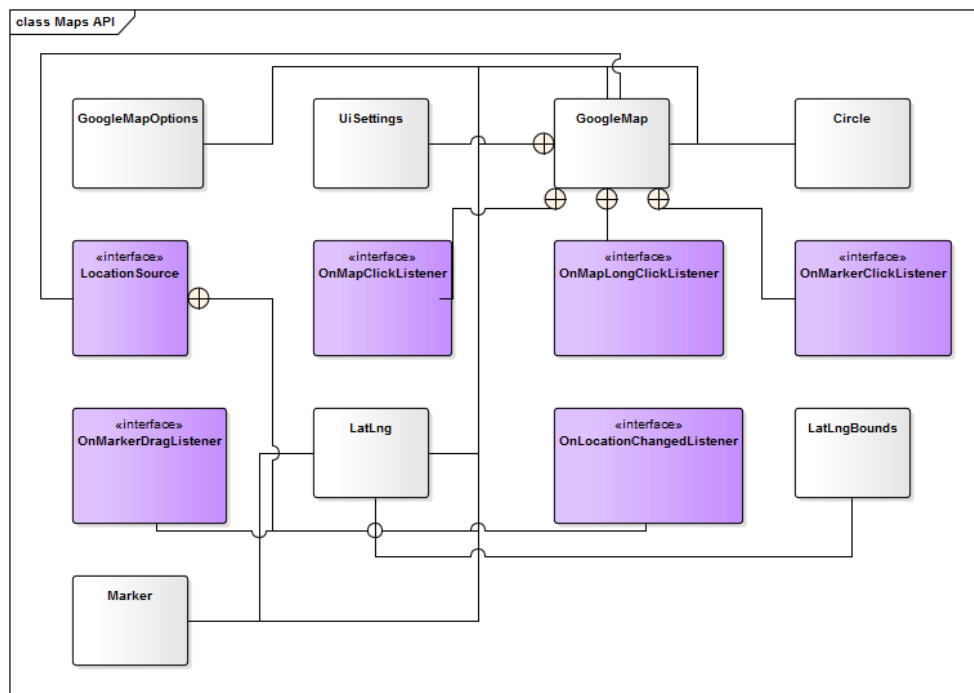 class Maps API
GoogleMapOptions
UiSettings
GoogleMap
Circle
«interface»
LocationSource
«interface»
OnMapClickListener
«interface»
OnMapLongClickListener
«interface»
OnMarkerClickListener
«interface»
OnMarkerDragListener
LatLng
«interface»
OnLocationChangedListener
LatLngBounds
Marker